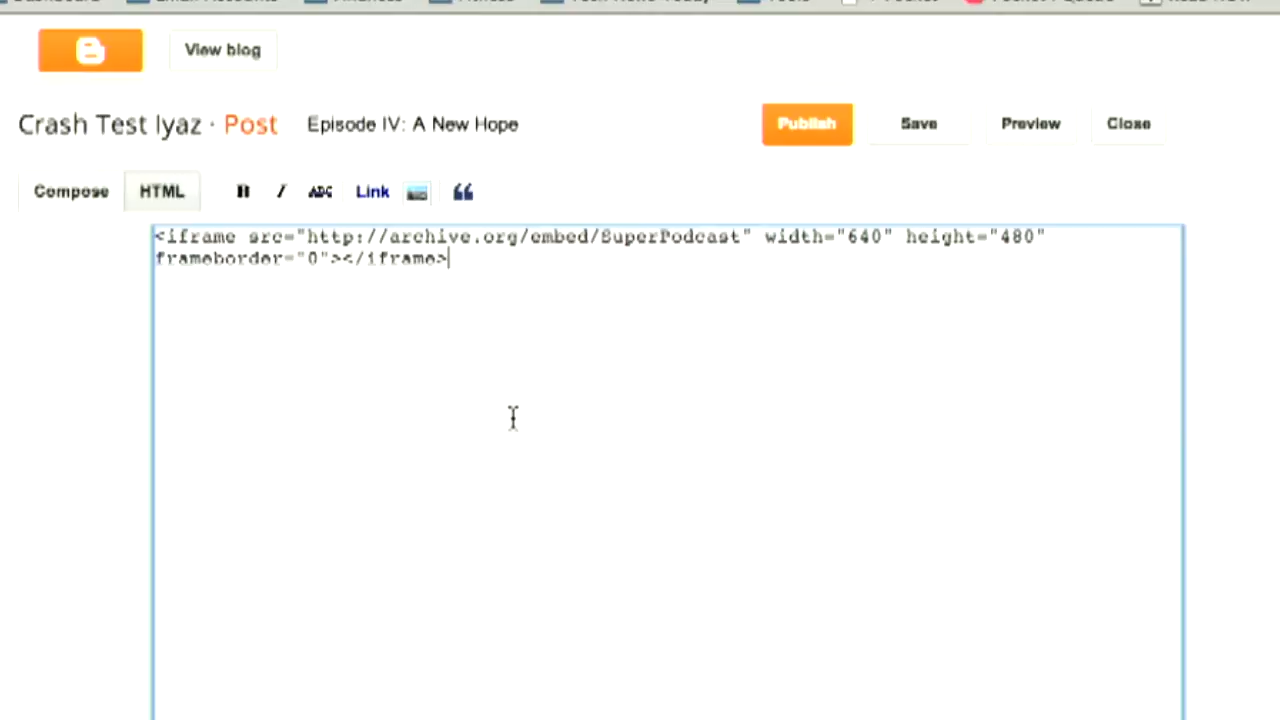 View blog
Crash Test Iyaz · Post Episode IV: A New Hope Publish Save Preview Close
Compose HTML B I ABC Link
<iframe src="http://archive.org/embed/SuperPodcast" width="640" height="480"
frameborder="0"></iframe>